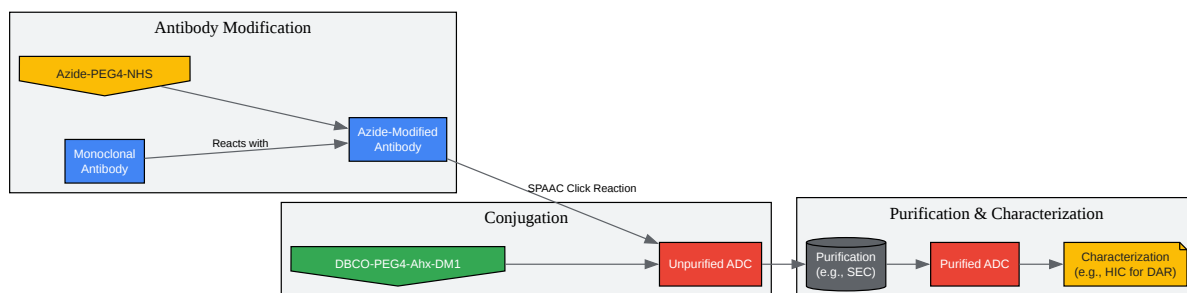 Antibody Modification
Azide-PEG4-NHS
Monoclonal
Antibody
Reacts with
Azide-Modified
Antibody
SPAAC Click Reaction
Conjugation
DBCO-PEG4-Ahx-DM1
Unpurified ADC
Purification & Characterization
Purification
(e.g., SEC)
Purified ADC
Characterization
(e.g., HIC for DAR)